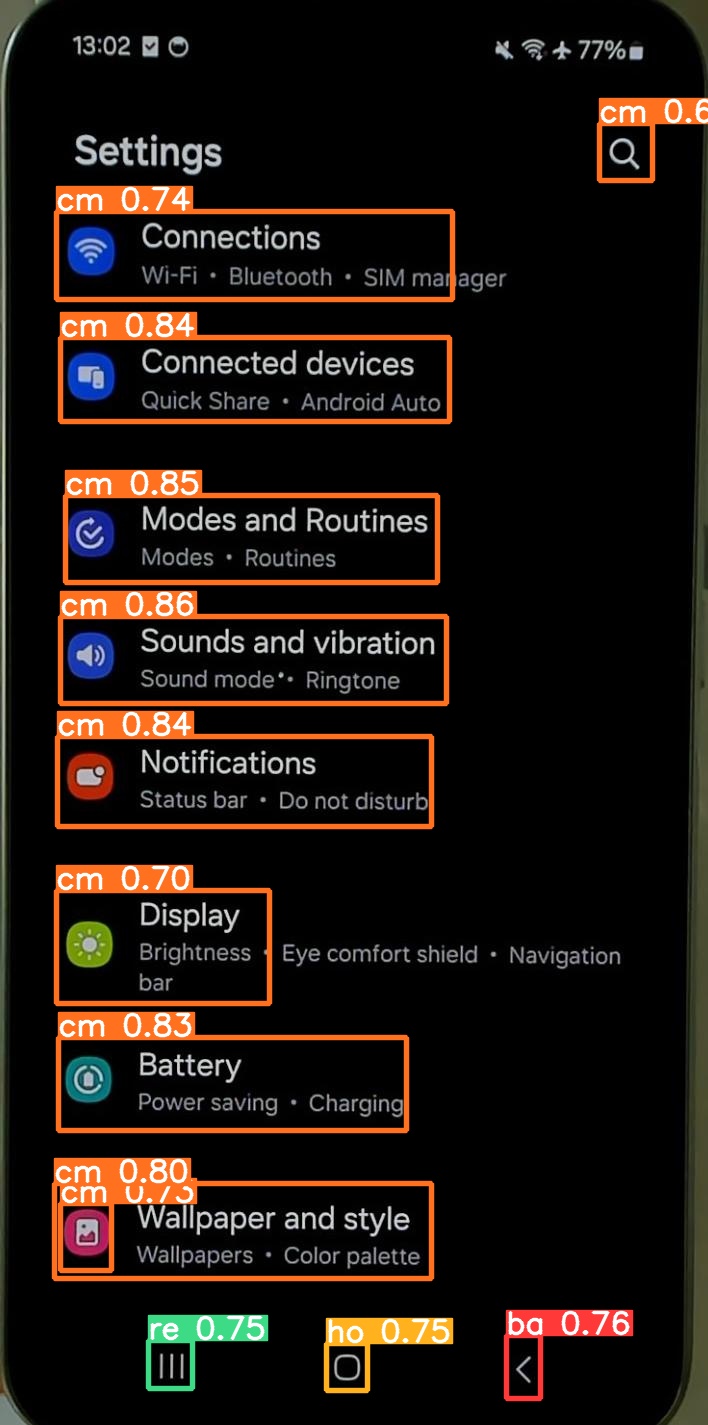 13:02 77%
cm 0.6
Settings
cm 0.74
Connections
Wi-Fi • Bluetooth • SIM manager
cm 0.84
Connected devices
Quick Share • Android Auto
cm 0.85
Modes and Routines
Modes • Routines
cm 0.86
Sounds and vibration
Sound mode • Ringtone
cm 0.84
Notifications
Status bar • Do not disturb
cm 0.70
Display
Brightness • Eye comfort shield • Navigation
bar
cm 0.83
Battery
Power saving • Charging
cm 0.80
cm 0.73
Wallpaper and style
Wallpapers • Color palette
re 0.75 ho 0.75 ba 0.76